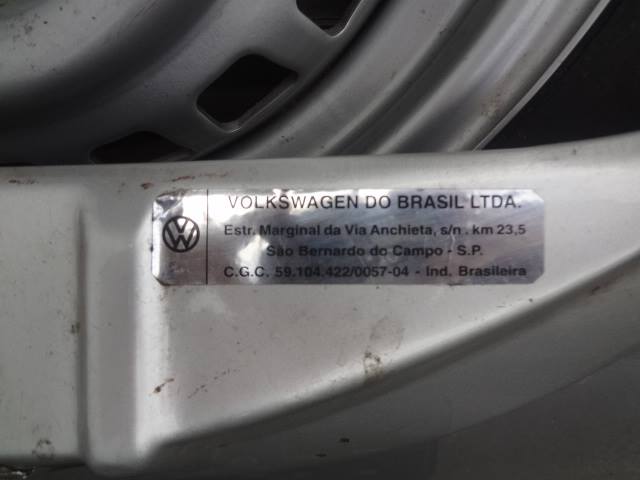 VOLKSWAGEN DO BRASIL LTDA.
Estr. Marginal da Via Anchieta, s/n . km 23,5
São Bernardo do Campo - S.P.
C.G.C. 59.104.422/0057-04 - Ind. Brasileira